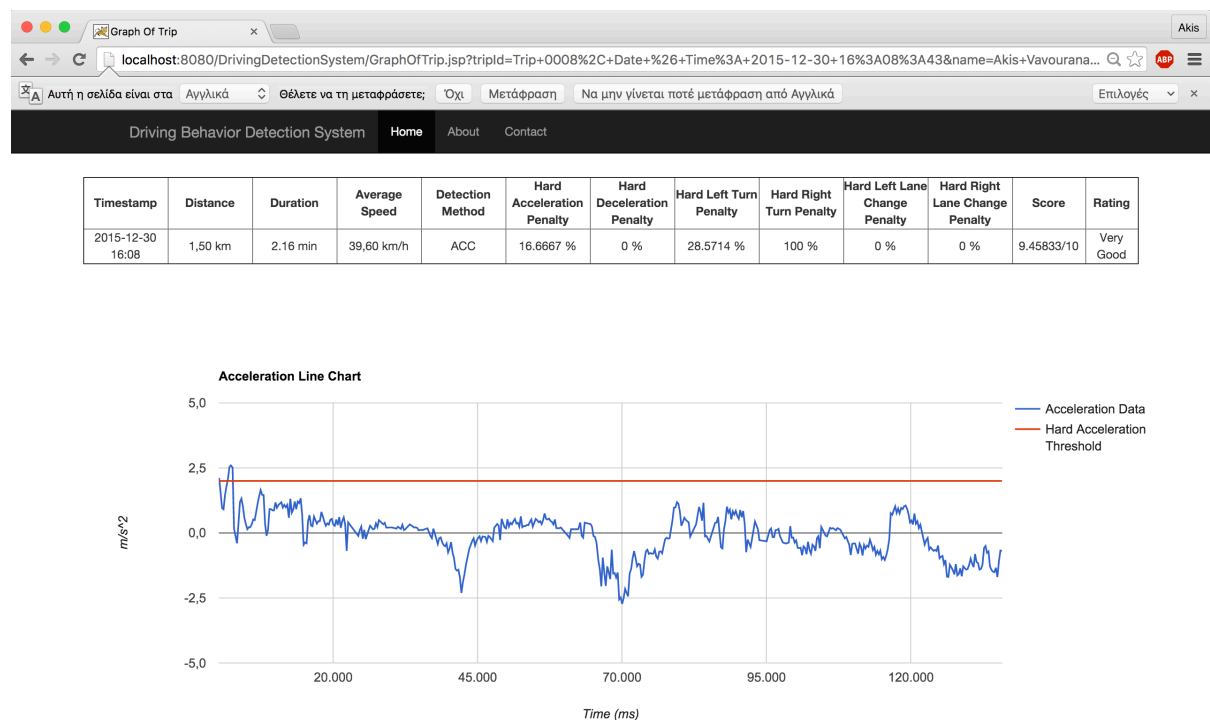 Graph Of Trip
Akis
localhost:8080/DrivingDetectionSystem/GraphOfTrip.jsp?tripId=Trip+0008%2C+Date+%26+Time%3A+2015-12-30+16%3A08%3A43&name=Akis+Vavourana...
ABP
Αυτή η σελίδα είναι στα Αγγλικά Θέλετε να τη μεταφράσετε; Όχι Μετάφραση Να μην γίνεται ποτέ μετάφραση από Αγγλικά Επιλογές
Driving Behavior Detection System Home About Contact
Timestamp
Distance
Duration
Average
Speed
Detection
Method
Hard
Acceleration
Penalty
Hard
Deceleration
Penalty
Hard Left Turn
Penalty
Hard Right
Turn Penalty
Hard Left Lane
Change
Penalty
Hard Right
Lane Change
Penalty
Score
Rating
2015-12-30
16:08
1,50 km
2.16 min
39,60 km/h
ACC
16.6667 %
0 %
28.5714 %
100 %
0 %
0 %
9.45833/10
Very
Good
Acceleration Line Chart
5,0
2,5
0,0
-2,5
-5,0
m/s^2
20.000
45.000
70.000
95.000
120.000
Time (ms)
Acceleration Data
Hard Acceleration
Threshold